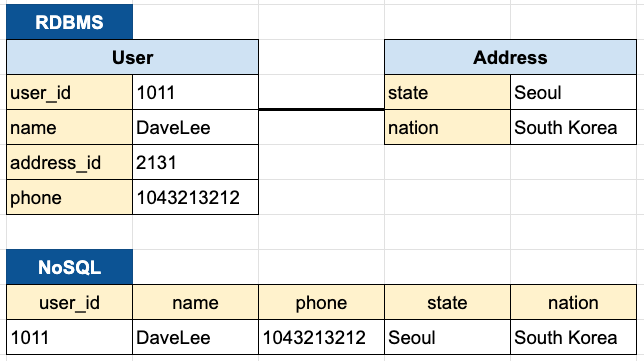 RDBMS
User Address
user_id 1011 state Seoul
name DaveLee nation South Korea
address_id 2131
phone 1043213212
NoSQL
user_id name phone state nation
1011 DaveLee 1043213212 Seoul South Korea